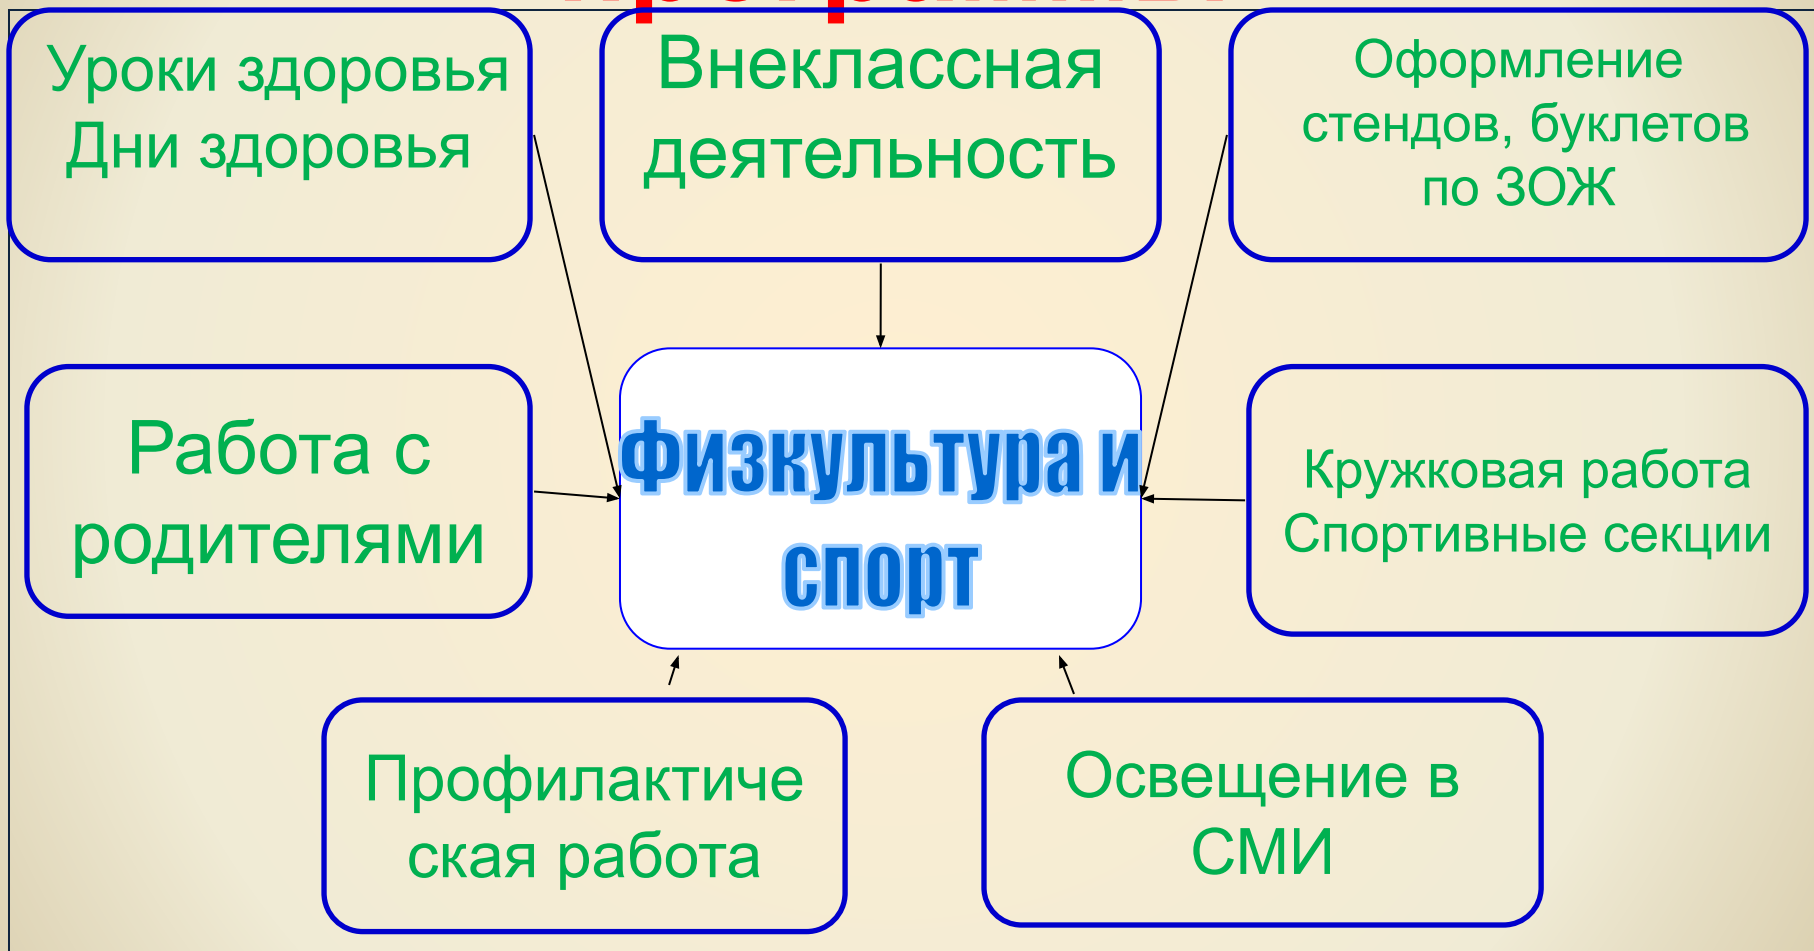 Уроки здоровья
Дни здоровья
Внеклассная
деятельность
Оформление
стендов, буклетов
по ЗОЖ
Работа с
родителями
Физкультура и
спорт
Кружковая работа
Спортивные секции
Профилактиче
ская работа
Освещение в
СМИ